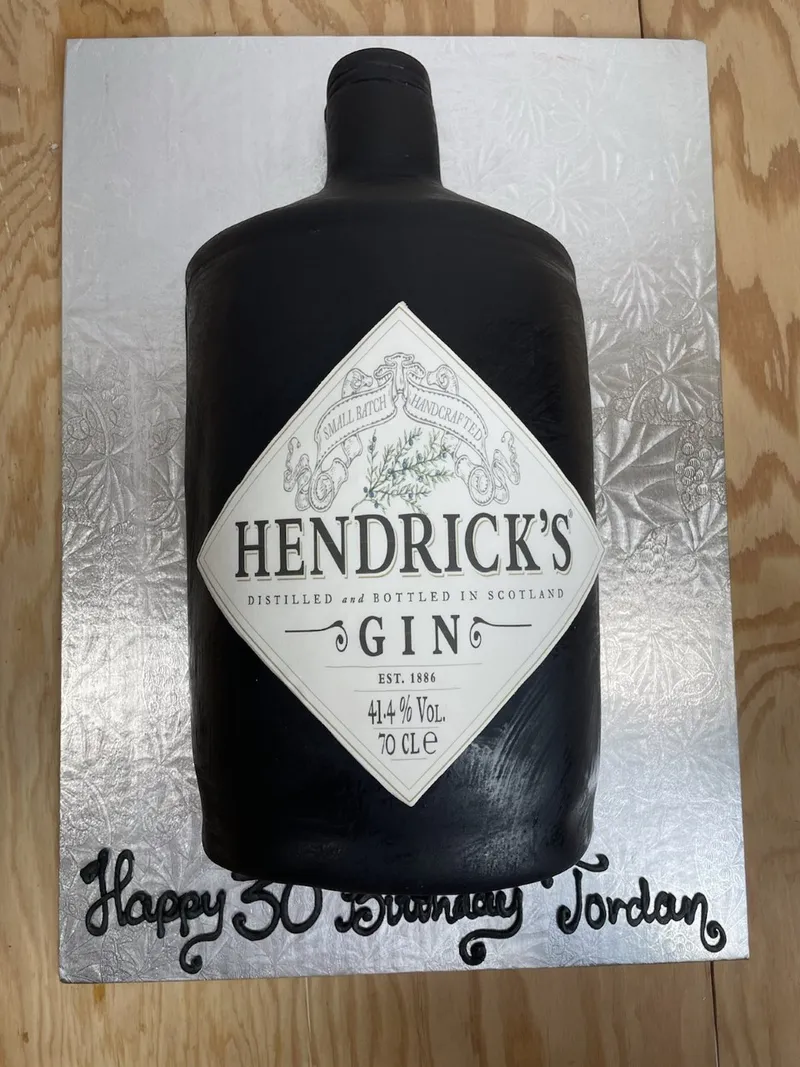 SMALL BATCH HANDCRAFTED
HENDRICK'S
DISTILLED and BOTTLED IN SCOTLAND
GIN
EST. 1886
41.4 % VOL.
70 CL e
Happy 30 Birthday Jordan